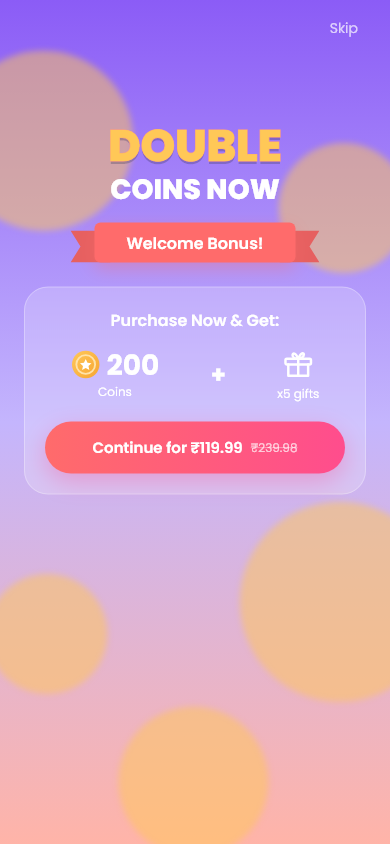 Skip
DOUBLE
COINS NOW
Welcome Bonus!
Purchase Now & Get:
200
Coins
+
x5 gifts
Continue for ₹119.99 ₹239.98